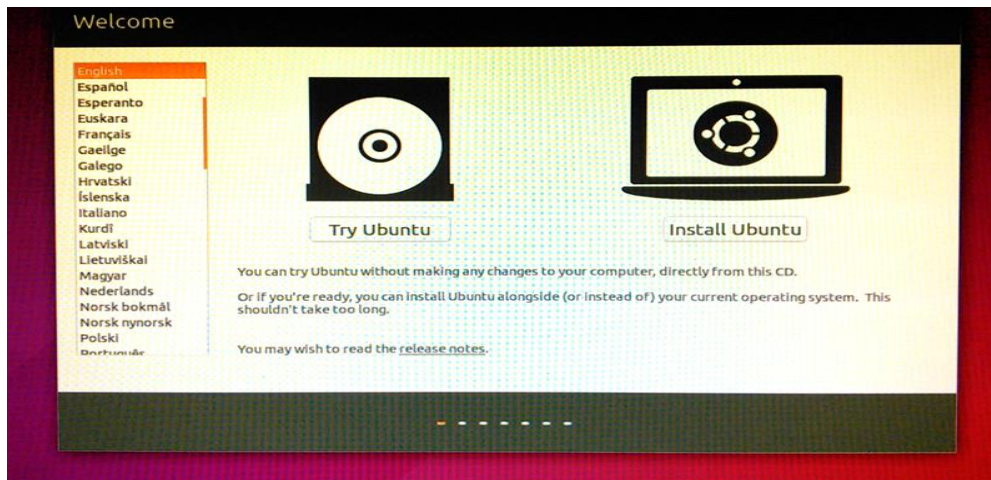 Welcome
English
Español
Esperanto
Euskara
Français
Gaeilge
Galego
Hrvatski
Íslenska
Italiano
Kurdî
Latviski
Lietuviškai
Magyar
Nederlands
Norsk bokmål
Norsk nynorsk
Polski
Português
Try Ubuntu
Install Ubuntu
You can try Ubuntu without making any changes to your computer, directly from this CD.
Or if you're ready, you can install Ubuntu alongside (or instead of) your current operating system. This
shouldn't take too long.
You may wish to read the release notes.